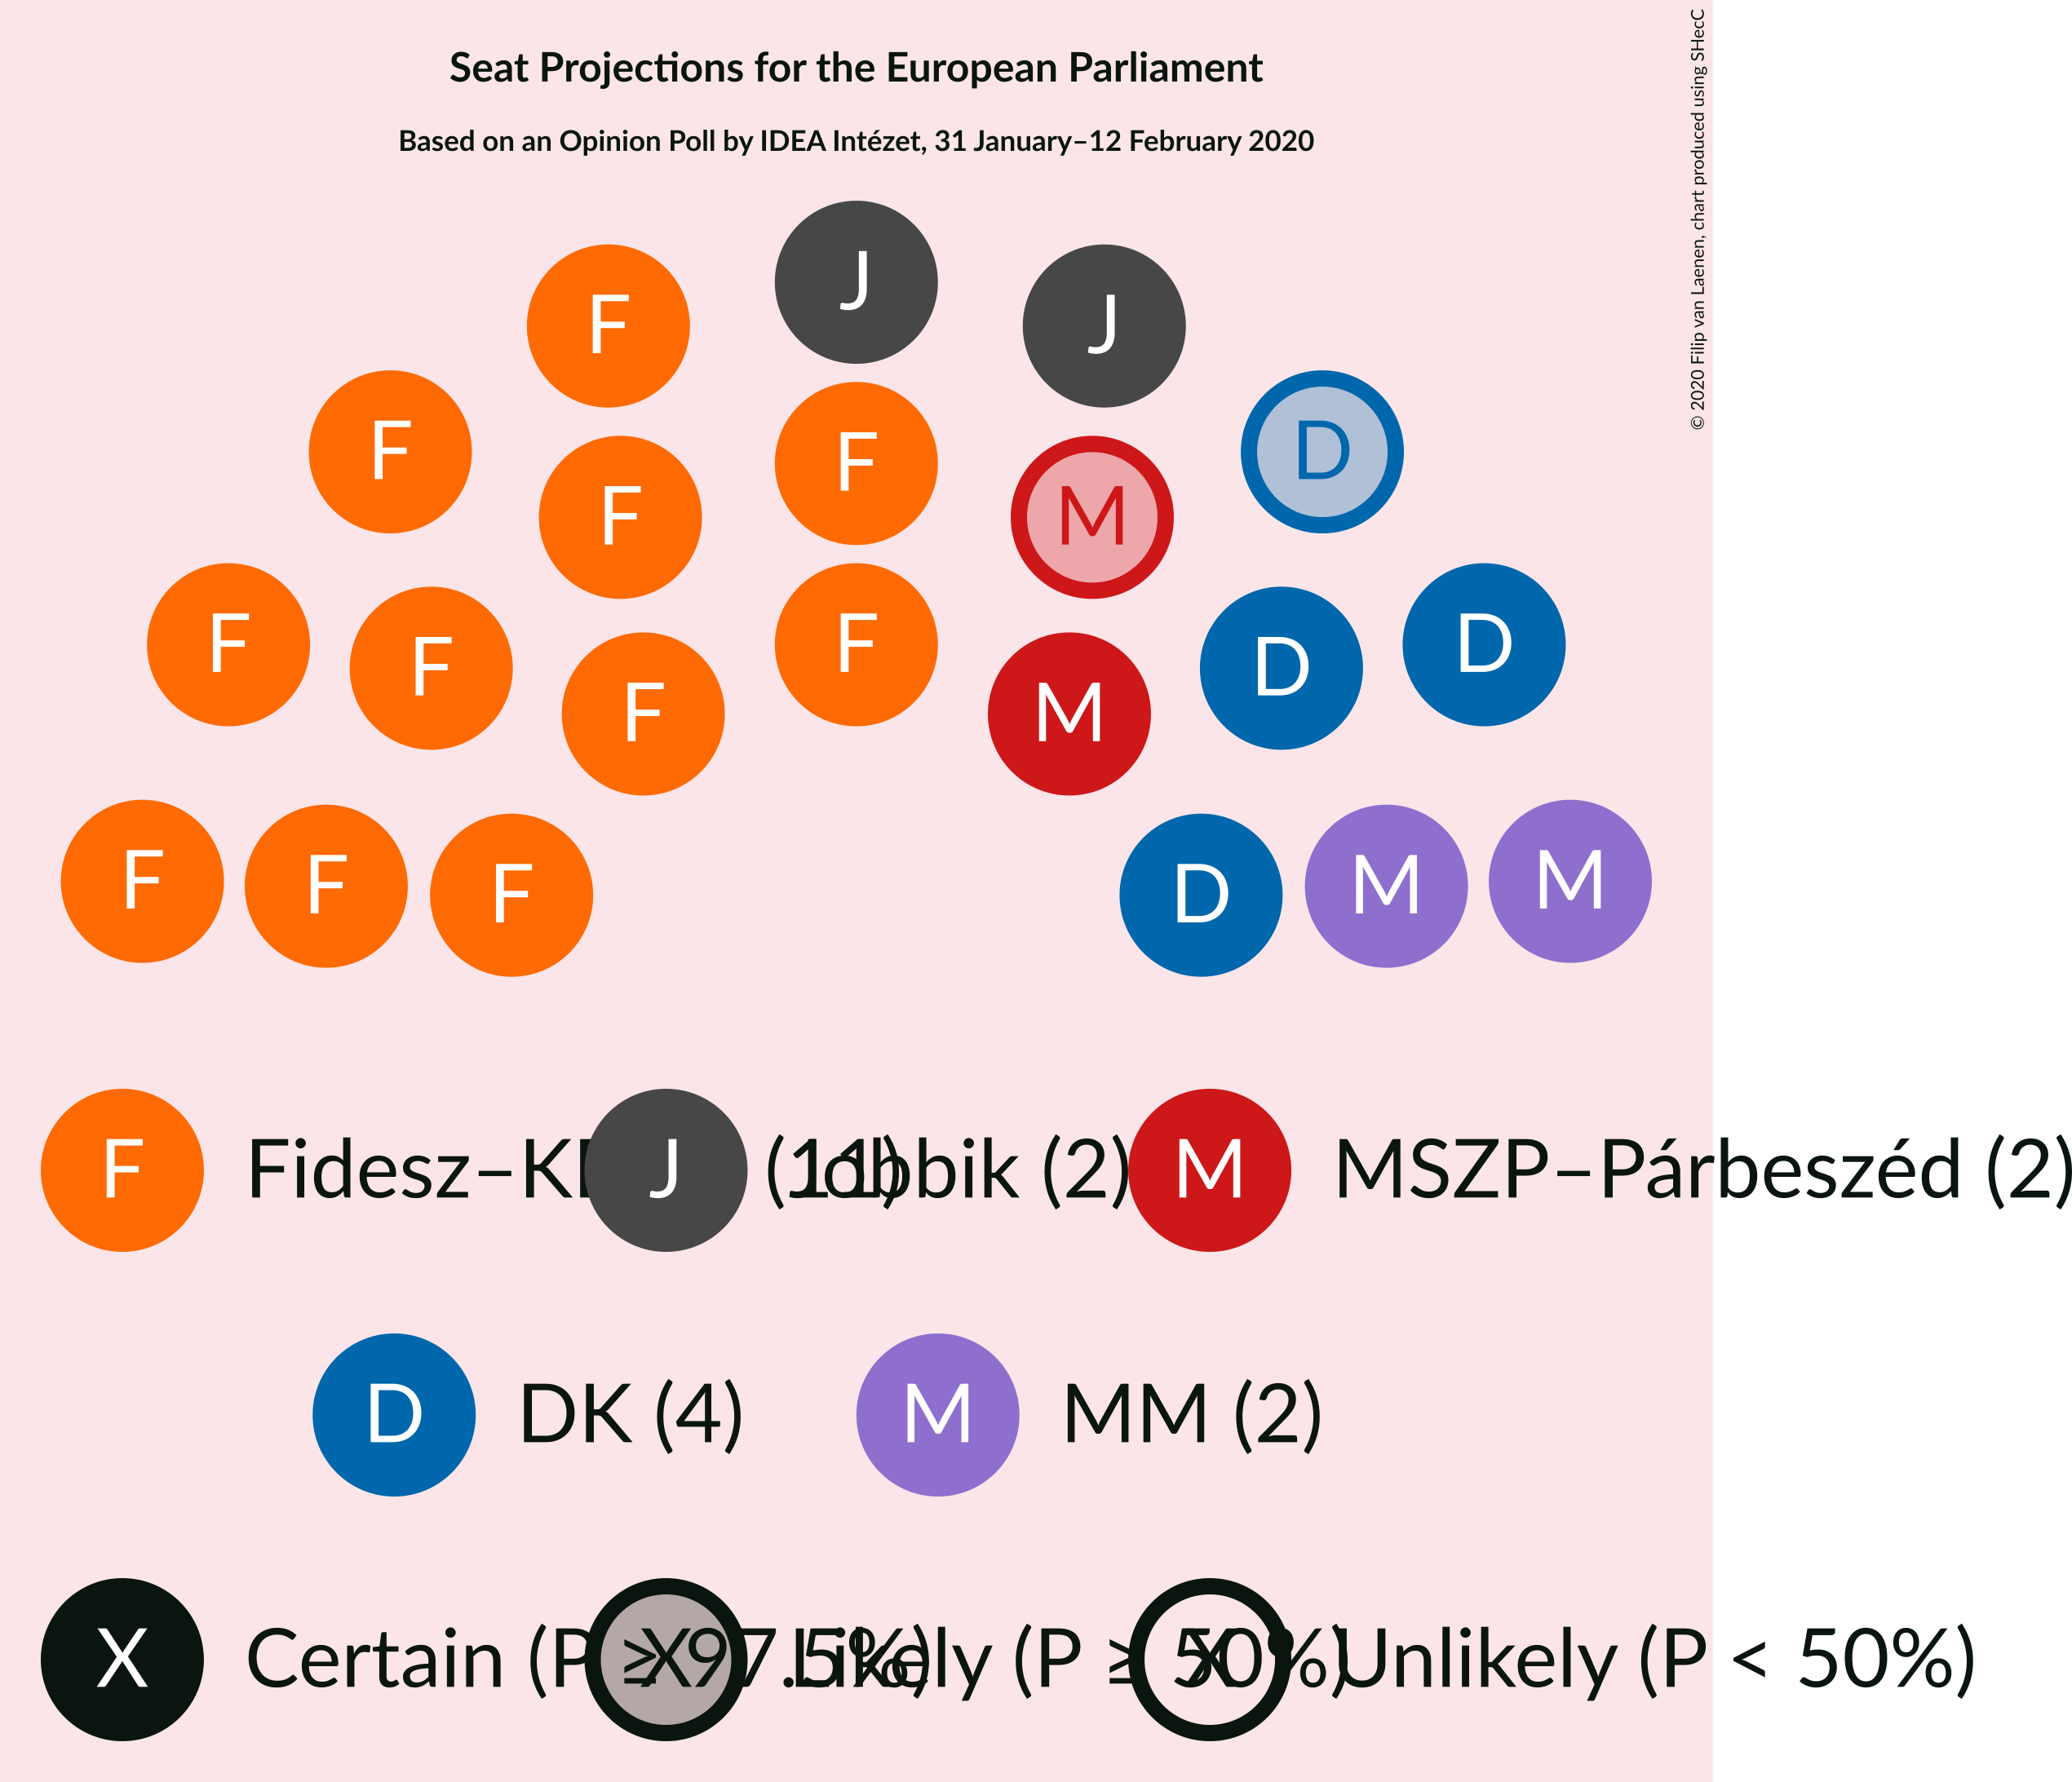 Seat Projections for the European Parliament
Based on an Opinion Poll by IDEA Intézet, 31 January–12 February 2020
© 2020 Filip van Laenen, chart produced using SHecC
J
F J
F D
F
F M
F F D
F D
F M
F M
F M
F D
F Fidesz–K (11) J Jobbik (2) M MSZP–Párbeszéd (2)
D DK (4) M MM (2)
X Certain (P ≥ 97.5%) X Likely (P ≥ 50%) X Unlikely (P < 50%)